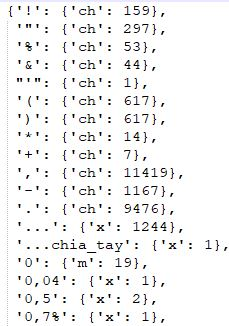 {'!': {'ch': 159},
'"': {'ch': 297},
'%': {'ch': 53},
'&': {'ch': 44},
"'": {'ch': 1},
'(': {'ch': 617},
')': {'ch': 617},
'*': {'ch': 14},
'+': {'ch': 7},
',': {'ch': 11419},
'-': {'ch': 1167},
'.': {'ch': 9476},
'...': {'x': 1244},
'...chia_tay': {'x': 1},
'0': {'m': 19},
'0,04': {'x': 1},
'0,5': {'x': 2},
'0,7%': {'x': 1},